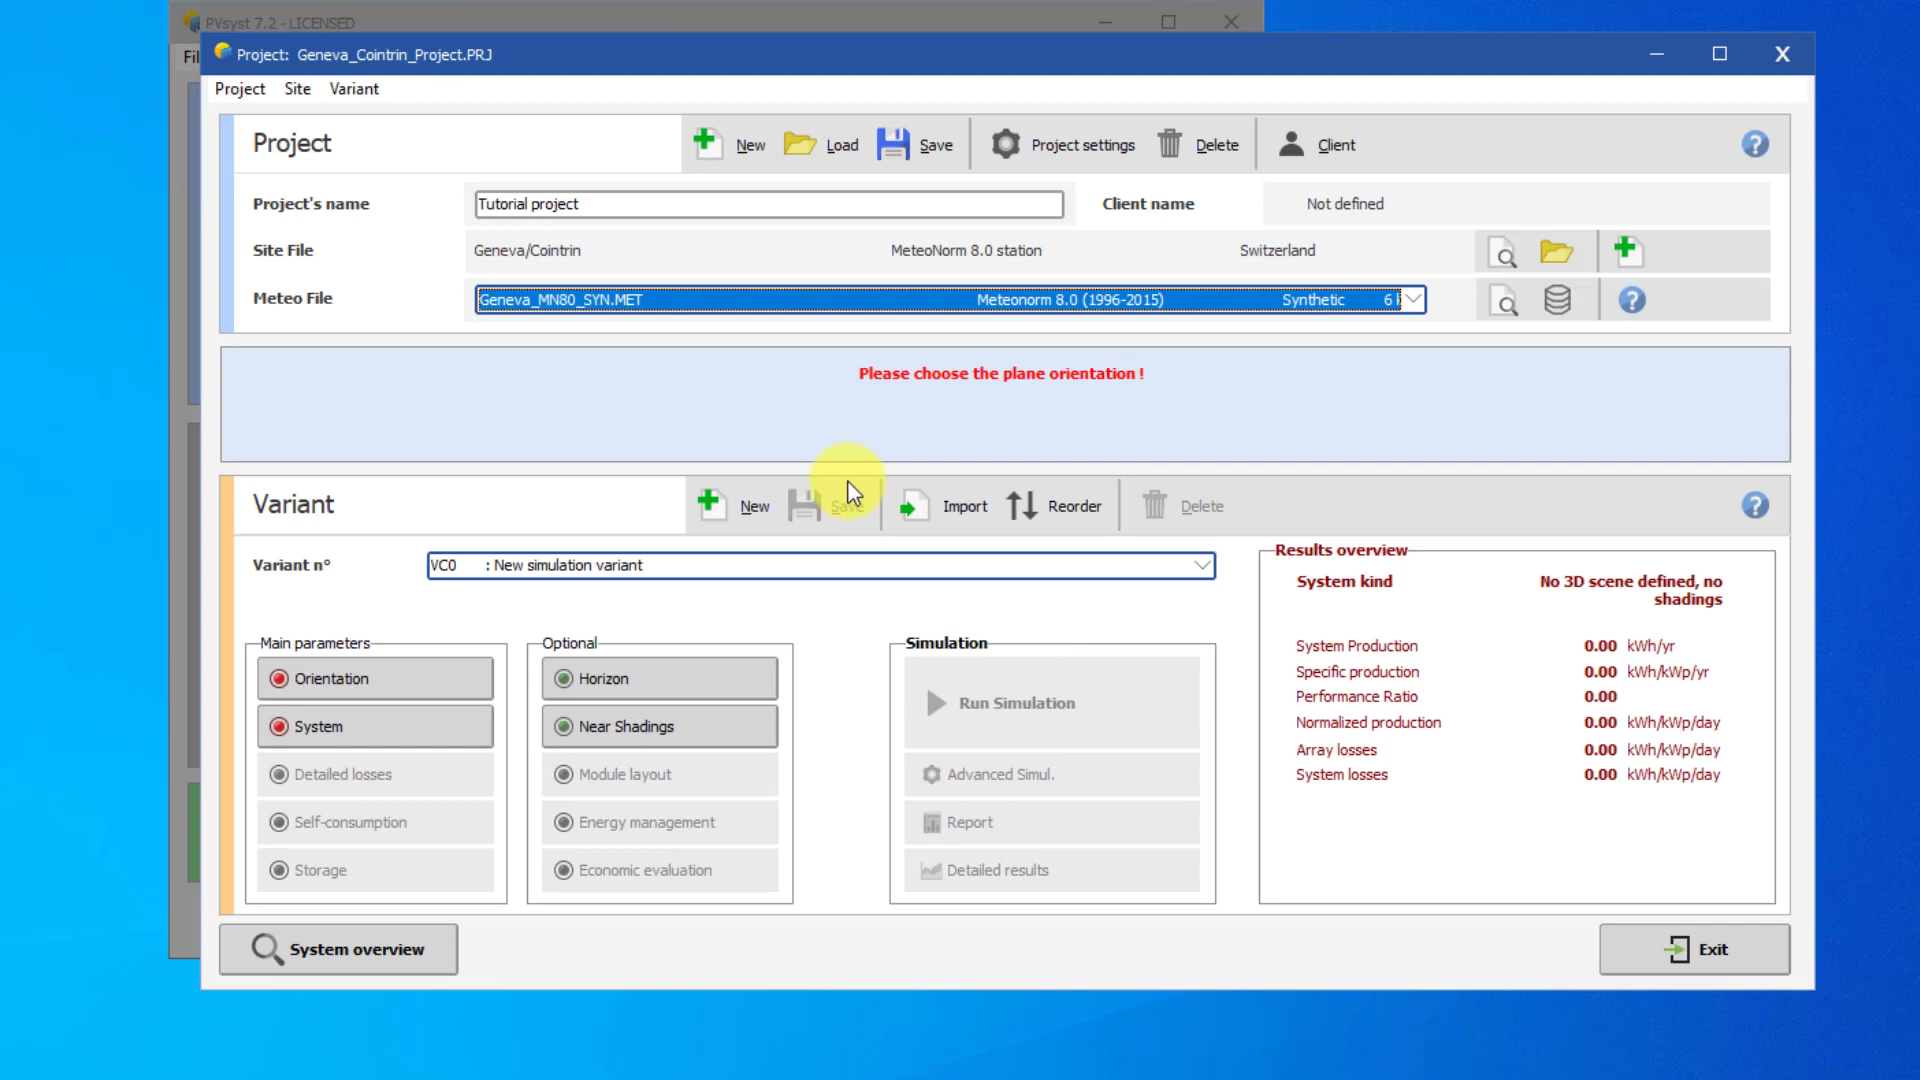 PVsyst 7.2 - LICENSED
Fil
Project: Geneva_Cointrin_Project.PRJ
Project Site Variant
Project New Load Save Project settings Delete Client
Project's name Tutorial project Client name Not defined
Site File Geneva/Cointrin MeteoNorm 8.0 station Switzerland
Meteo File Geneva_MN80_SYN.MET Meteonorm 8.0 (1996-2015) Synthetic 6
Please choose the plane orientation !
Variant New Save Import Reorder Delete
Variant n° VC0 : New simulation variant
Main parameters
Orientation
System
Detailed losses
Self-consumption
Storage
Optional
Horizon
Near Shadings
Module layout
Energy management
Economic evaluation
Simulation
Run Simulation
Advanced Simul.
Report
Detailed results
Results overview
System kind No 3D scene defined, no
shadings
System Production 0.00 kWh/yr
Specific production 0.00 kWh/kWp/yr
Performance Ratio 0.00
Normalized production 0.00 kWh/kWp/day
Array losses 0.00 kWh/kWp/day
System losses 0.00 kWh/kWp/day
System overview Exit